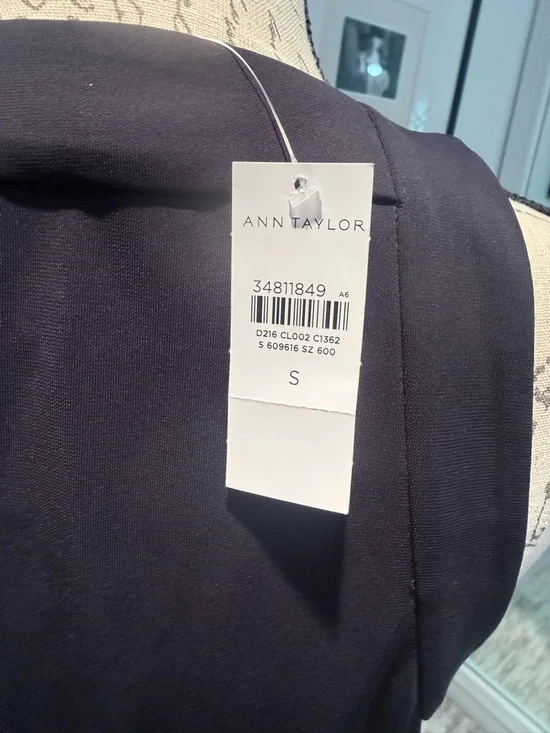 ANN TAYLOR
34811849 A6
D216 CL002 C1362
S 609616 SZ 600
S